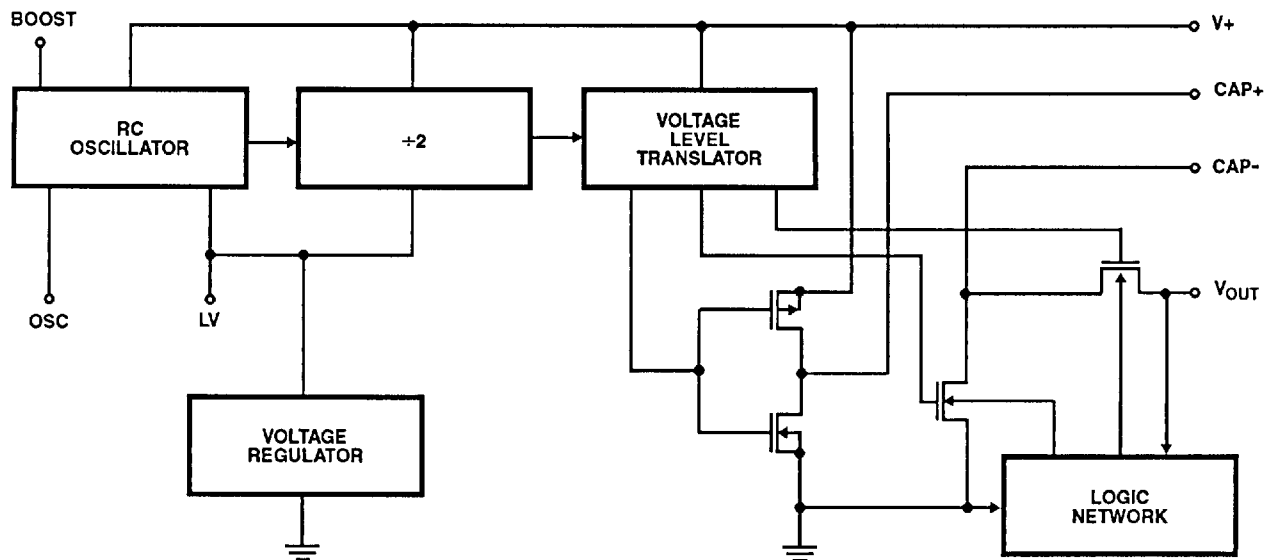 BOOST
V+
CAP+
RC
OSCILLATOR
÷2
VOLTAGE
LEVEL
TRANSLATOR
CAP-
VOUT
OSC
LV
VOLTAGE
REGULATOR
LOGIC
NETWORK